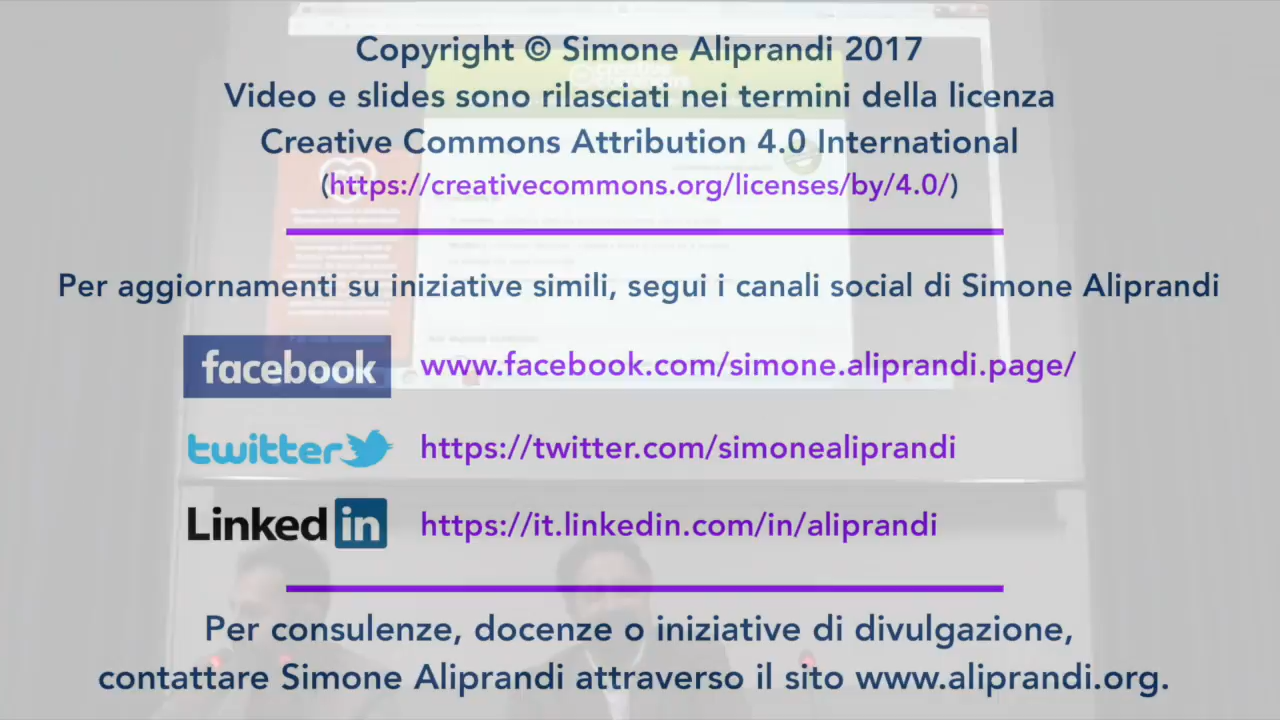 Copyright © Simone Aliprandi 2017
Video e slides sono rilasciati nei termini della licenza
Creative Commons Attribution 4.0 International
(https://creativecommons.org/licenses/by/4.0/)
Per aggiornamenti su iniziative simili, segui i canali social di Simone Aliprandi
facebook www.facebook.com/simone.aliprandi.page/
twitter https://twitter.com/simonealiprandi
Linked in https://it.linkedin.com/in/aliprandi
Per consulenze, docenze o iniziative di divulgazione,
contattare Simone Aliprandi attraverso il sito www.aliprandi.org.